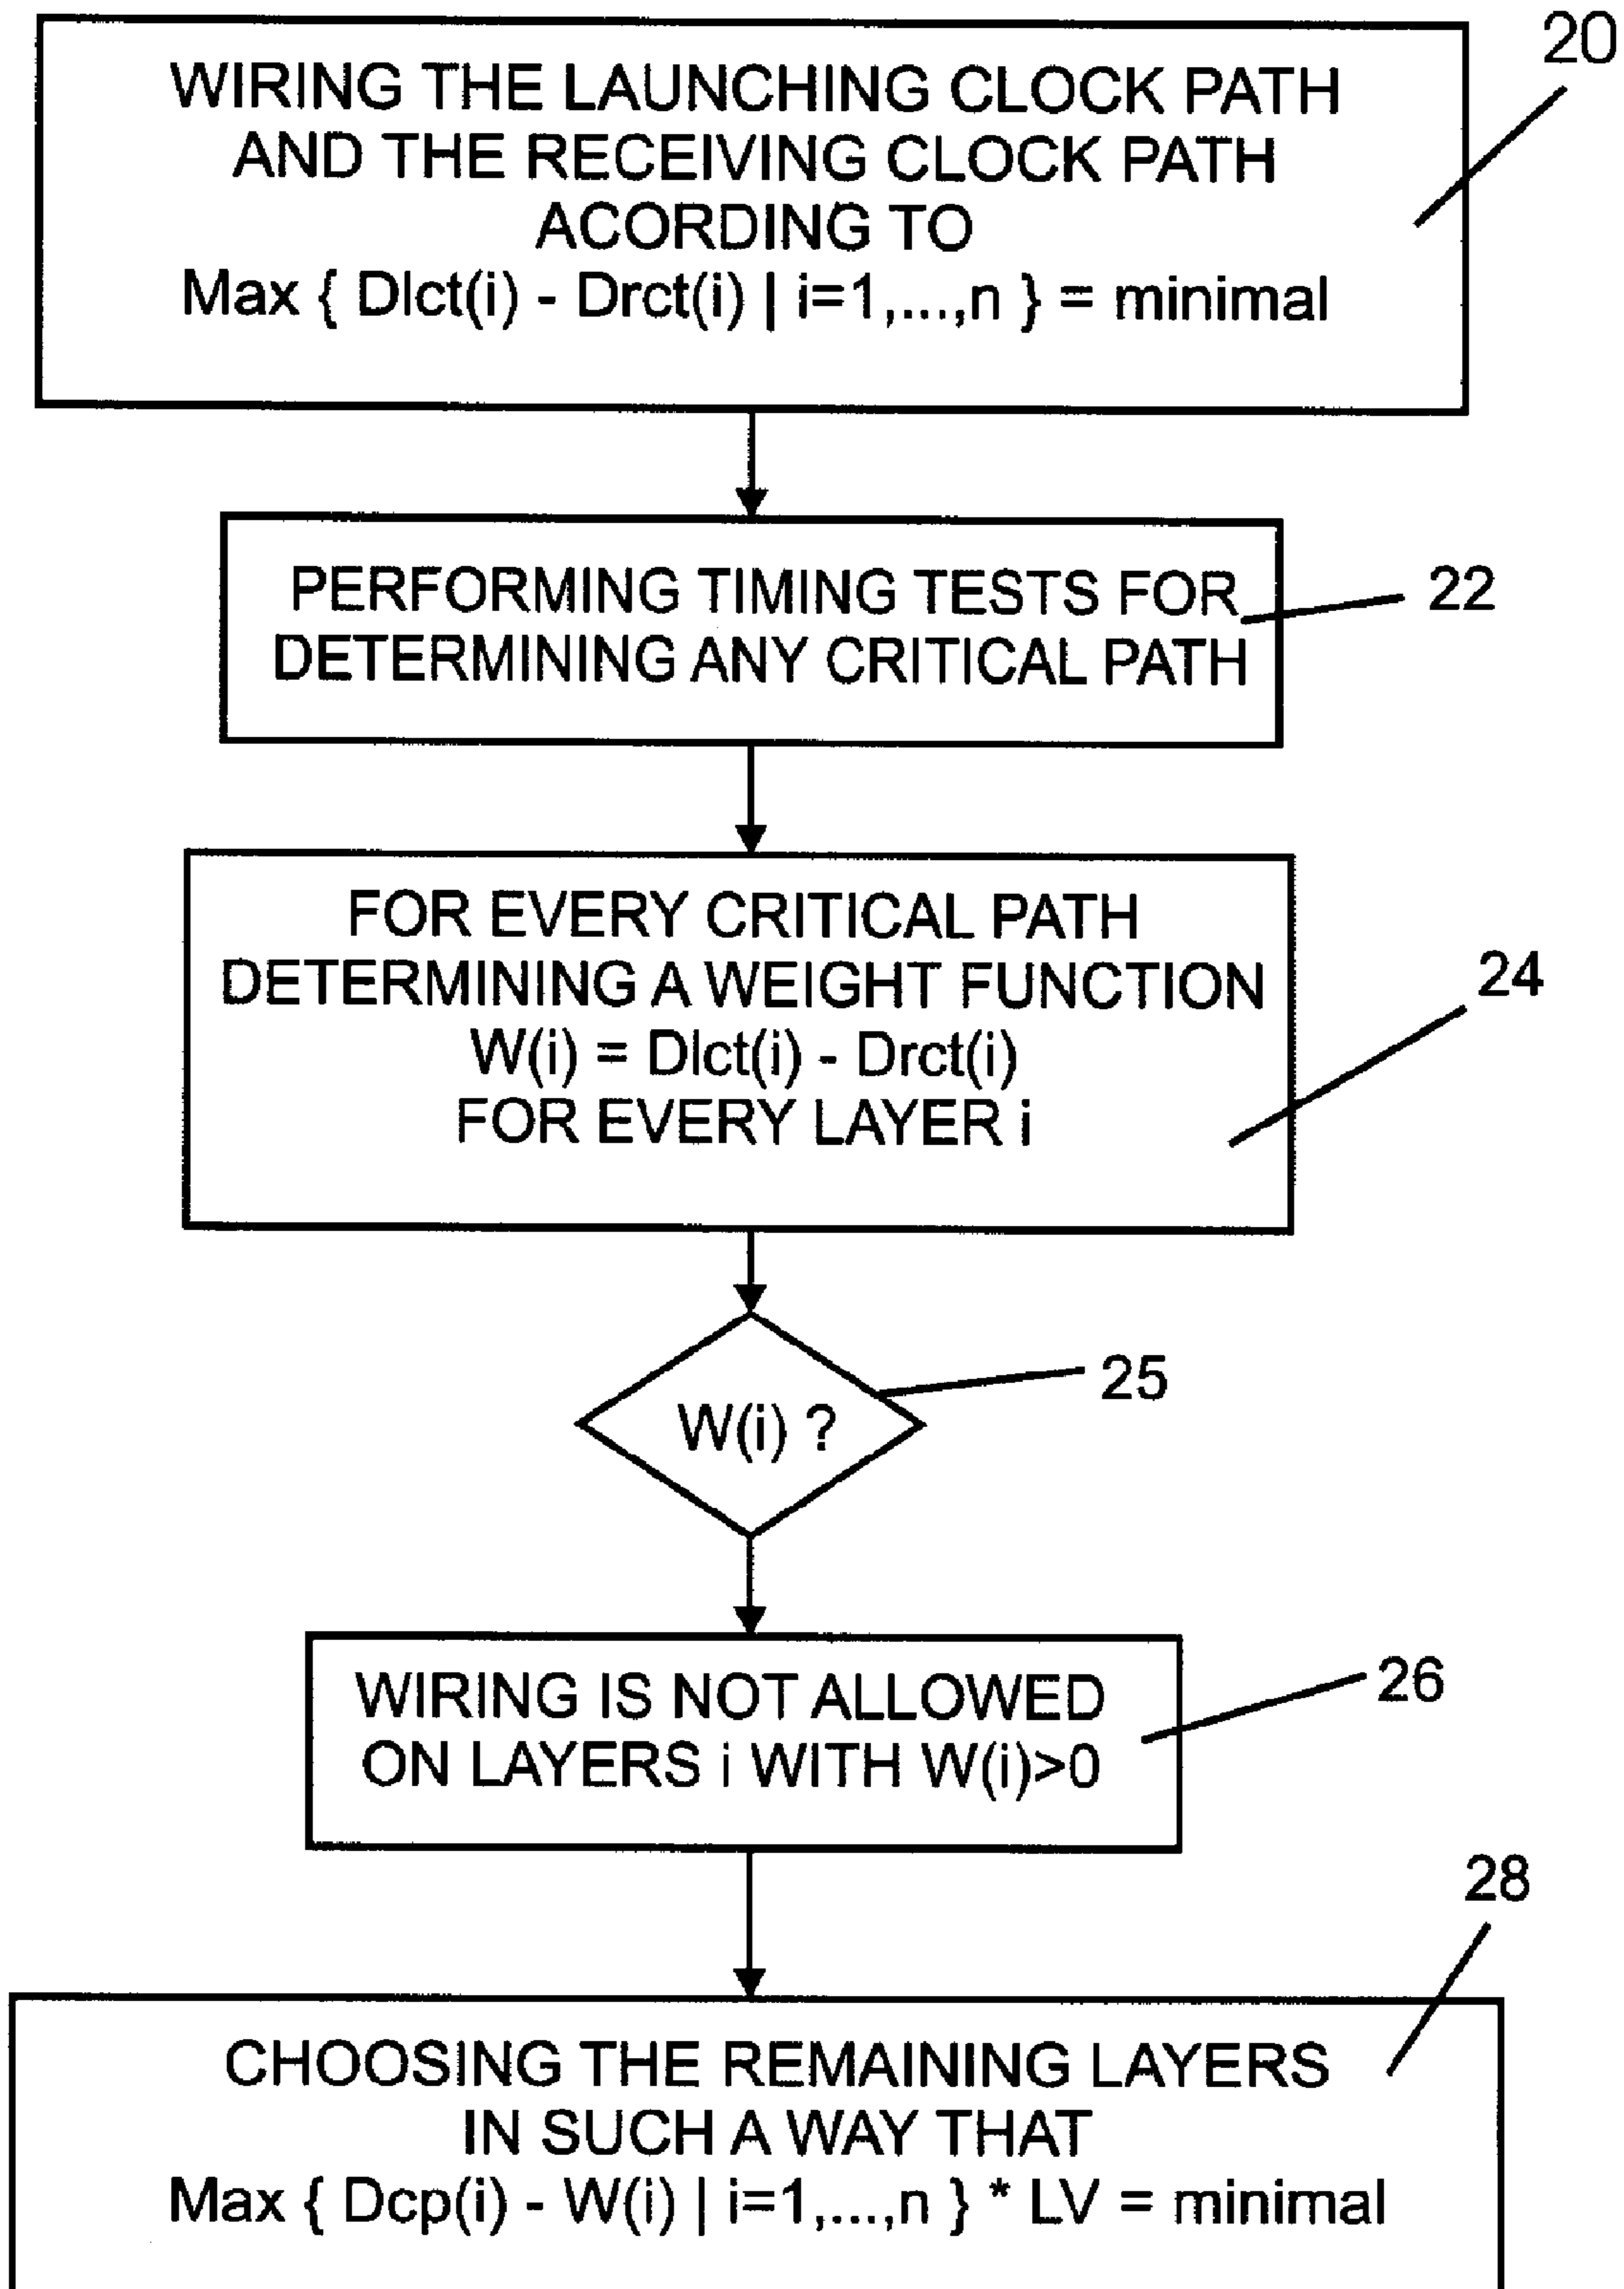 20
WIRING THE LAUNCHING CLOCK PATH
AND THE RECEIVING CLOCK PATH
ACORDING TO
Max { Dlct(i) - Drct(i) | i=1,...,n } = minimal
PERFORMING TIMING TESTS FOR
DETERMINING ANY CRITICAL PATH
22
FOR EVERY CRITICAL PATH
DETERMINING A WEIGHT FUNCTION
W(i) = Dlct(i) - Drct(i)
FOR EVERY LAYER i
24
25
W(i) ?
WIRING IS NOT ALLOWED
ON LAYERS i WITH W(i)>0
26
28
CHOOSING THE REMAINING LAYERS
IN SUCH A WAY THAT
Max { Dcp(i) - W(i) | i=1,...,n } * LV = minimal